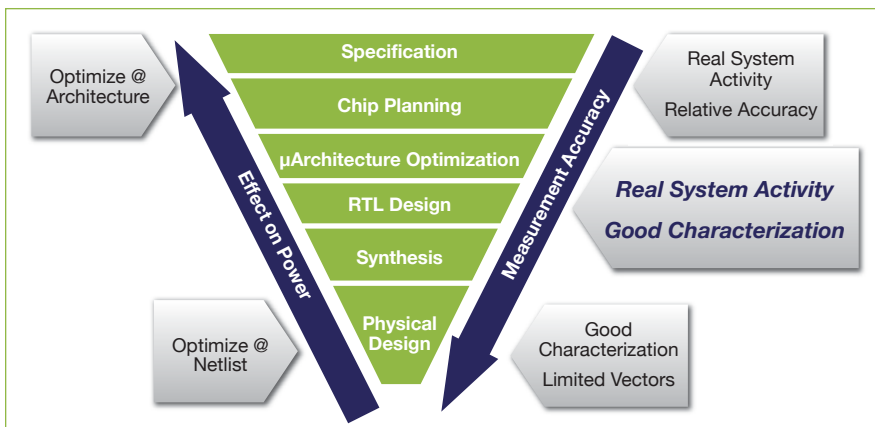 Optimize @
Architecture
Specification
Chip Planning
µArchitecture Optimization
RTL Design
Synthesis
Physical
Design
Effect on Power
Measurement Accuracy
Real System
Activity
Relative Accuracy
Real System Activity
Good Characterization
Optimize @
Netlist
Good
Characterization
Limited Vectors